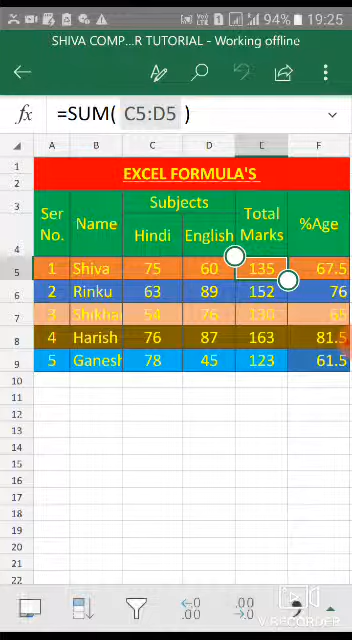 94% 19:25
SHIVA COMP...R TUTORIAL - Working offline
fx =SUM( C5:D5 )
A B C D E F
1 EXCEL FORMULA'S
2
3 Ser No. Name Subjects Total Marks %Age
4 Hindi English
5 1 Shiva 75 60 135 67.5
6 2 Rinku 63 89 152 76
7 3 Shikha 54 76 130 65
8 4 Harish 76 87 163 81.5
9 5 Ganesh 78 45 123 61.5
10
11
12
13
14
15
16
17
18
19
20
21
22
←.0 .00 .00 →.0
V RECORDER